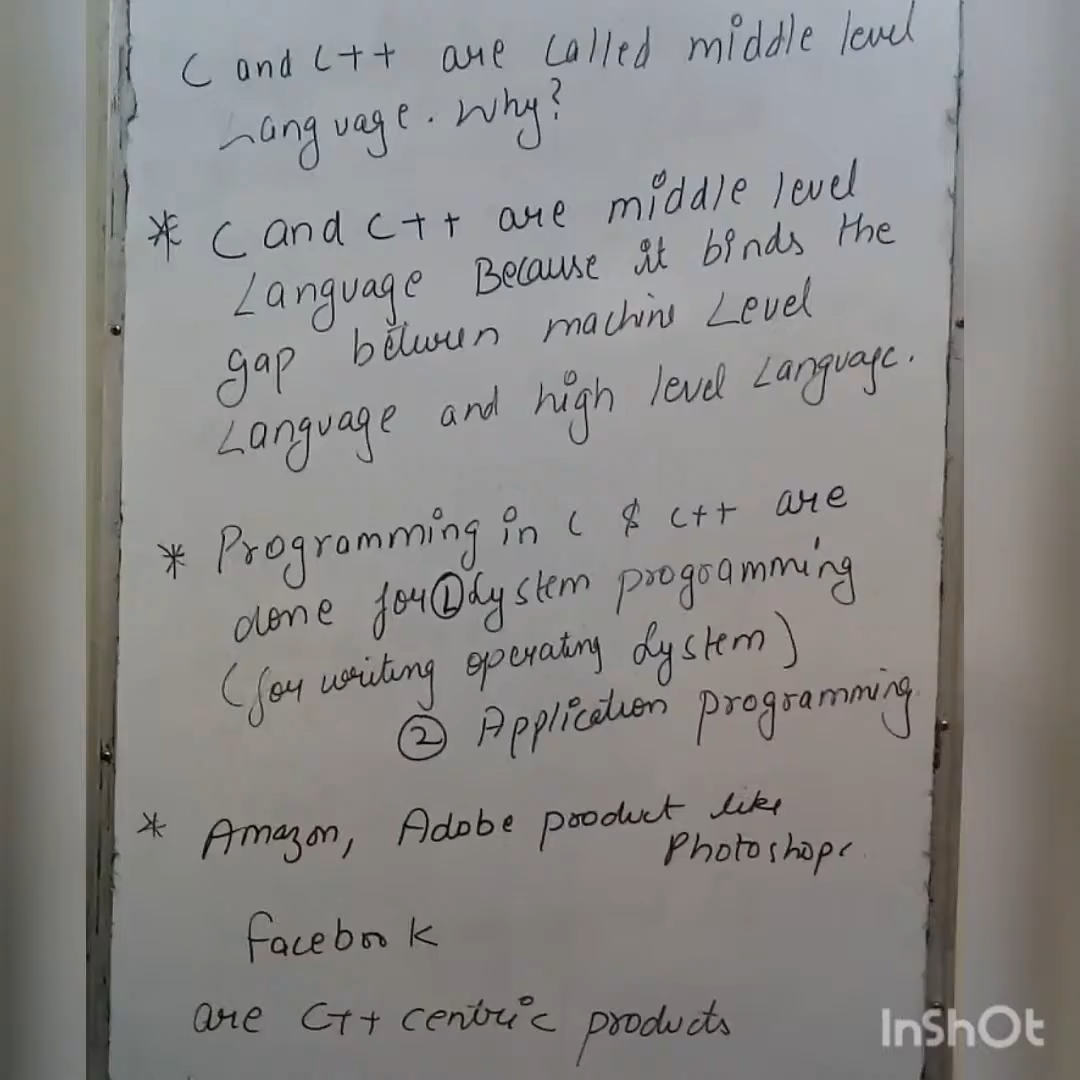 C and C++ are called middle level
Language. Why?
* C and C++ are middle level
Language Because it binds the
gap between machine Level
Language and high level Language.
* Programming in C & C++ are
done for ① System programming
(for writing operating System)
② Application programming
* Amazon, Adobe product like
Photoshop
facebook
are C++ centric products
InShOt